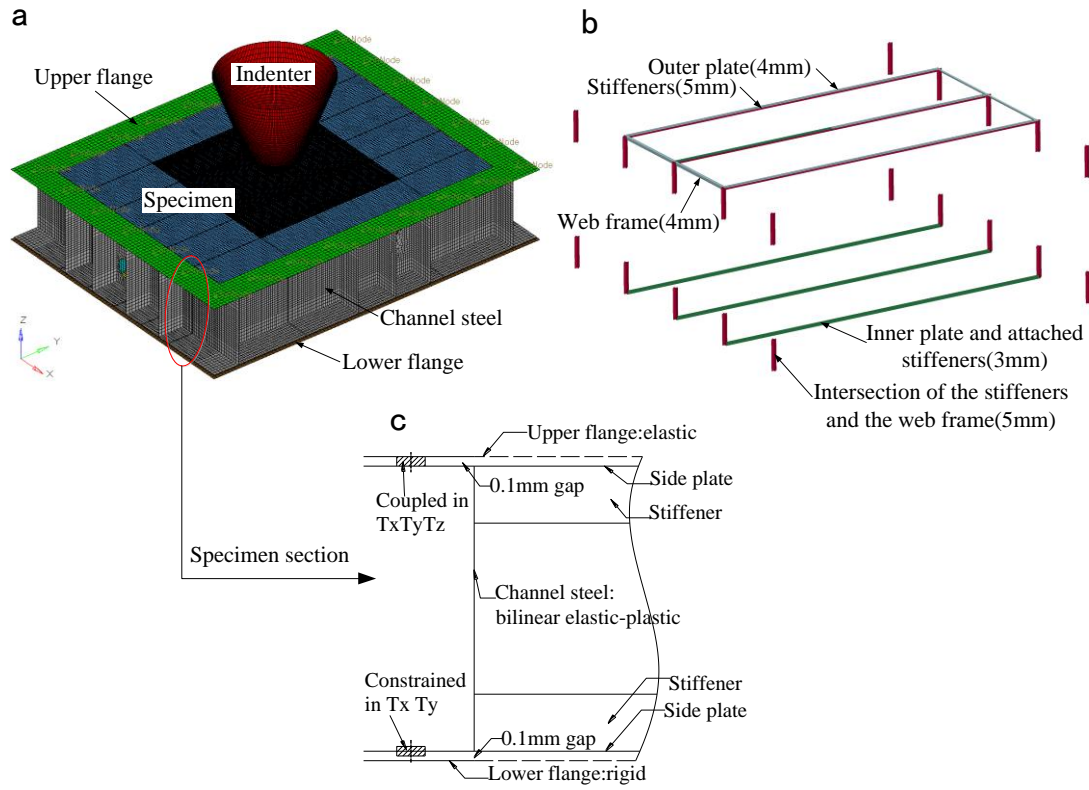 a
Upper flange
Indenter
Specimen
Channel steel
Lower flange
Z
Y
X
b
Outer plate(4mm)
Stiffeners(5mm)
Web frame(4mm)
Inner plate and attached
stiffeners(3mm)
Intersection of the stiffeners
and the web frame(5mm)
c
Upper flange:elastic
Side plate
0.1mm gap
Coupled in
TxTyTz
Stiffener
Specimen section
Channel steel:
bilinear elastic-plastic
Constrained
in Tx Ty
Stiffener
Side plate
0.1mm gap
Lower flange:rigid